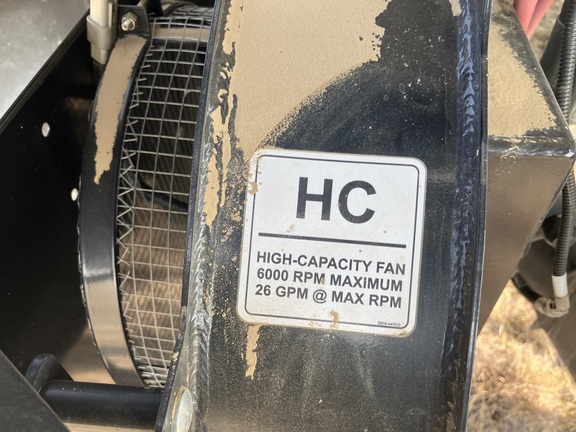 HC
HIGH-CAPACITY FAN
6000 RPM MAXIMUM
26 GPM @ MAX RPM